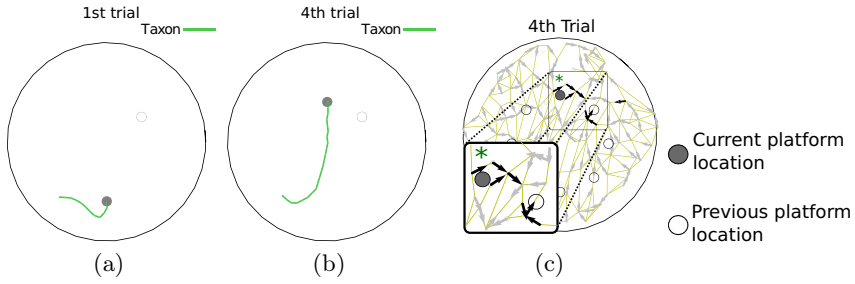 1st trial
Taxon
4th trial
Taxon
4th Trial
*
*
Current platform
location
Previous platform
location
(a)
(b)
(c)